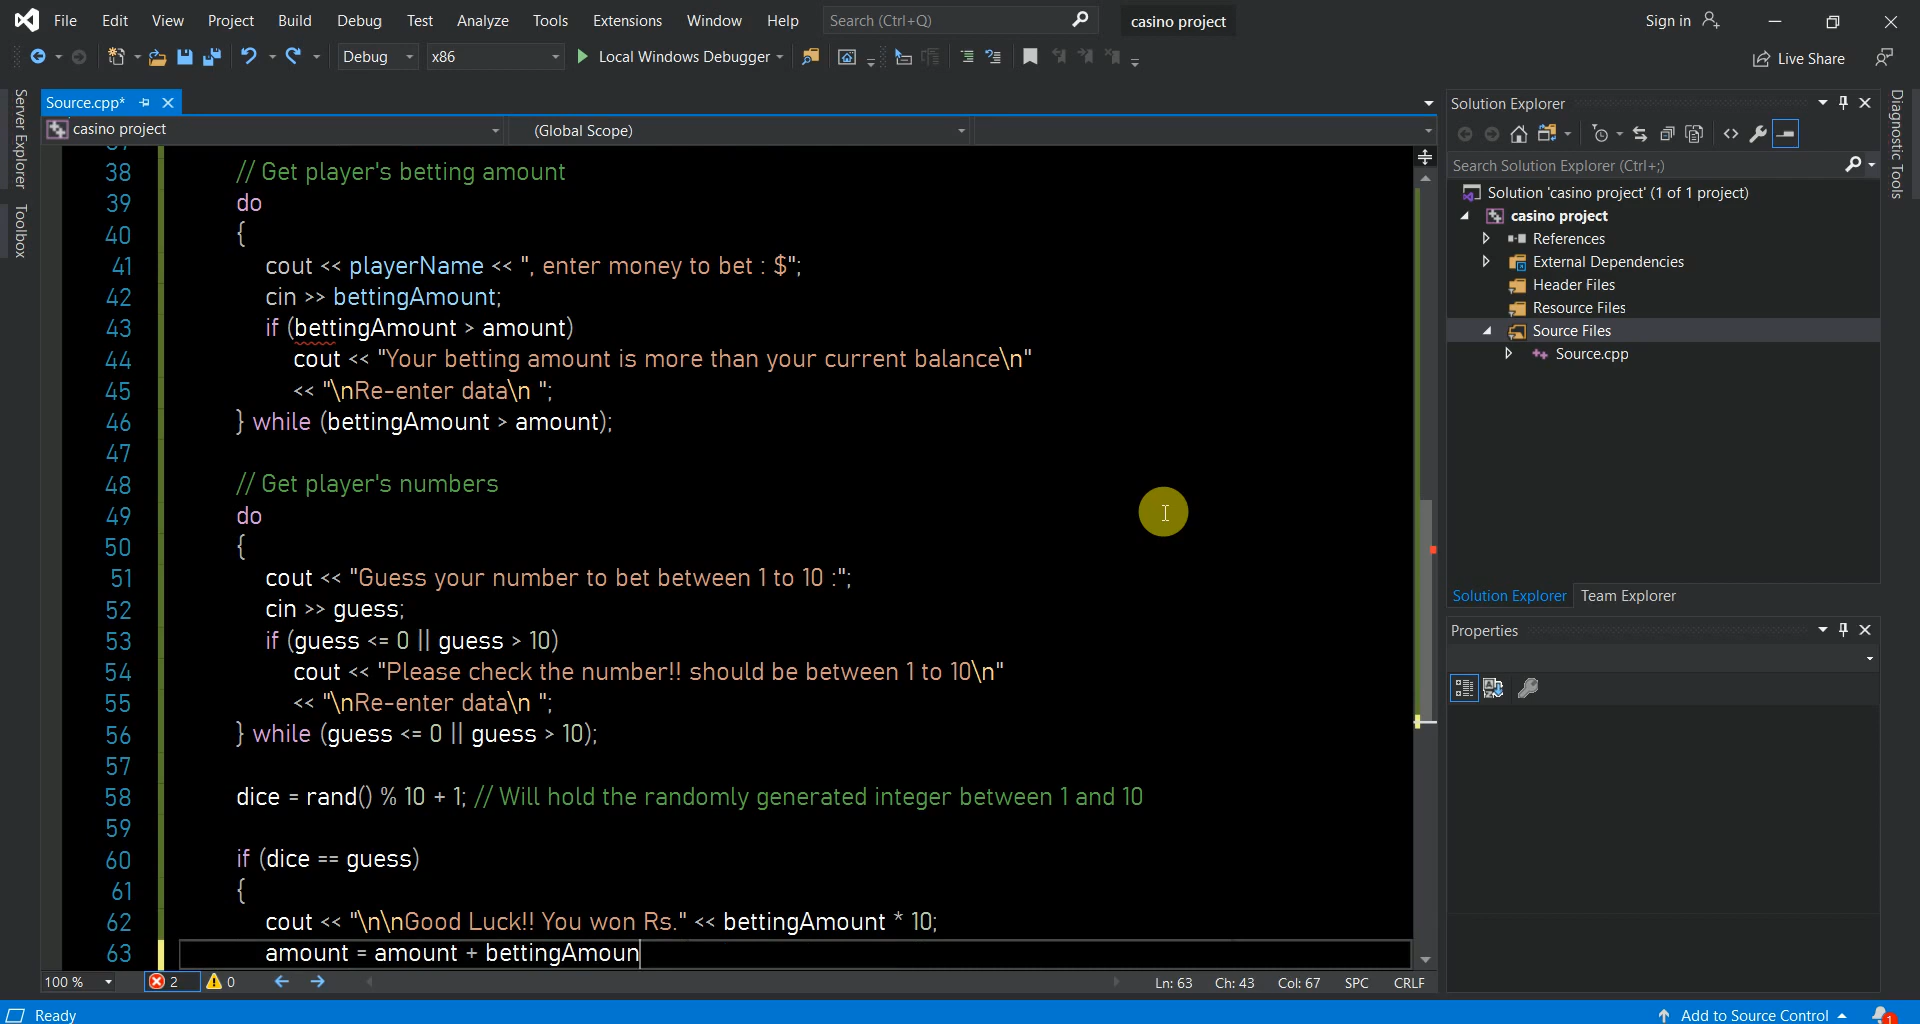 File Edit View Project Build Debug Test Analyze Tools Extensions Window Help Search (Ctrl+Q) casino project Sign in
Debug x86 Local Windows Debugger Live Share
Server Explorer
Toolbox
Source.cpp*
casino project (Global Scope)
37
38 // Get player's betting amount
39 do
40 {
41 cout << playerName << ", enter money to bet : $";
42 cin >> bettingAmount;
43 if (bettingAmount > amount)
44 cout << "Your betting amount is more than your current balance\n"
45 << "\nRe-enter data\n ";
46 } while (bettingAmount > amount);
47
48 // Get player's numbers
49 do
50 {
51 cout << "Guess your number to bet between 1 to 10 :";
52 cin >> guess;
53 if (guess <= 0 || guess > 10)
54 cout << "Please check the number!! should be between 1 to 10\n"
55 << "\nRe-enter data\n ";
56 } while (guess <= 0 || guess > 10);
57
58 dice = rand() % 10 + 1; // Will hold the randomly generated integer between 1 and 10
59
60 if (dice == guess)
61 {
62 cout << "\n\nGood Luck!! You won Rs." << bettingAmount * 10;
63 amount = amount + bettingAmoun
100 % 2 0 Ln: 63 Ch: 43 Col: 67 SPC CRLF
Solution Explorer
Search Solution Explorer (Ctrl+;)
Solution 'casino project' (1 of 1 project)
casino project
References
External Dependencies
Header Files
Resource Files
Source Files
Source.cpp
Solution Explorer Team Explorer
Properties
Diagnostic Tools
Ready Add to Source Control 1